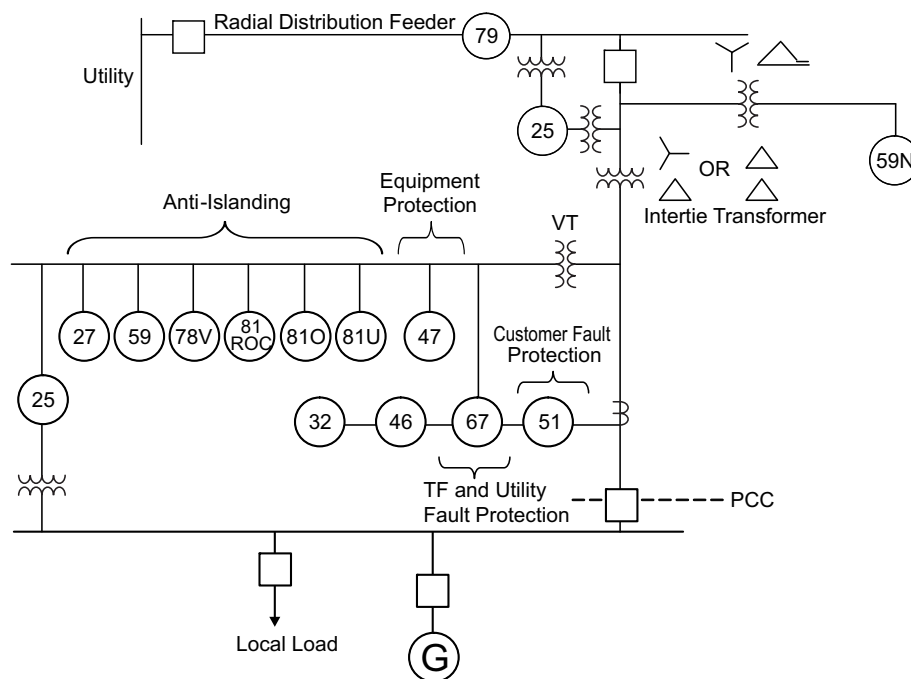 Radial Distribution Feeder
79
Utility
25
59N
OR
Intertie Transformer
Equipment
Protection
Anti-Islanding
VT
27
59
78V
81
ROC
81O
81U
47
Customer Fault
Protection
25
32
46
67
51
TF and Utility
Fault Protection
PCC
Local Load
G